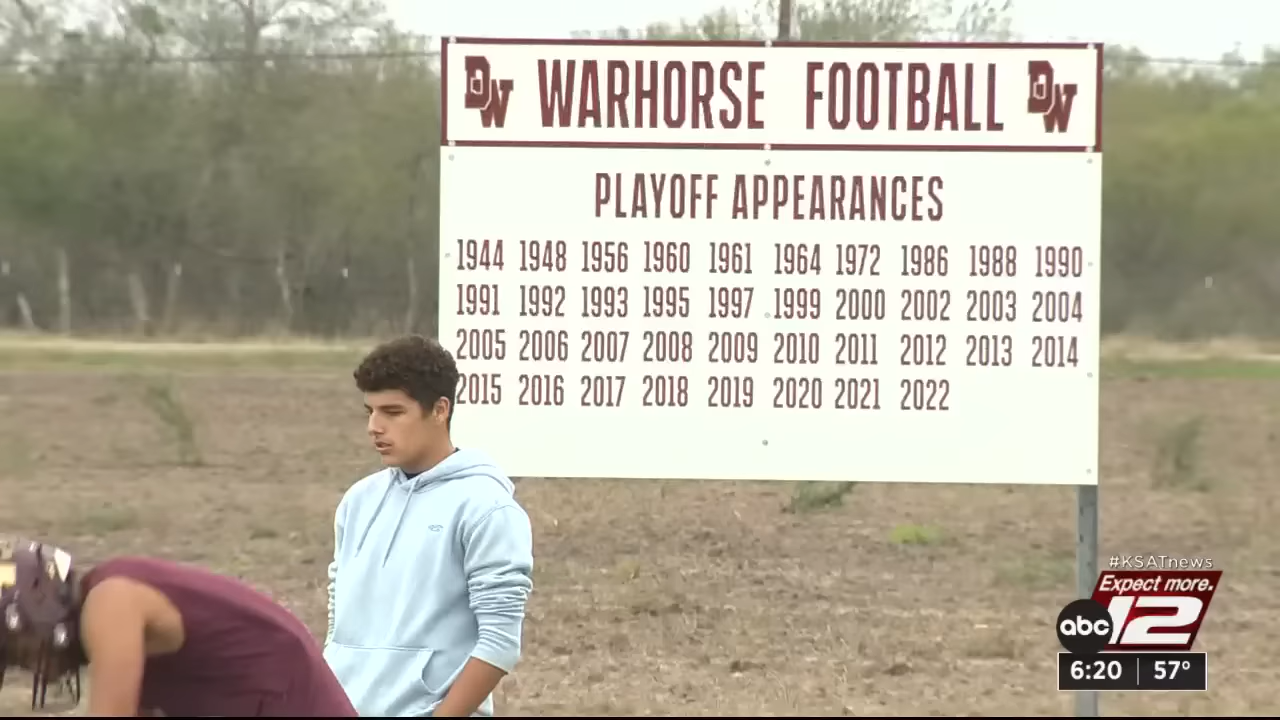 DW WARHORSE FOOTBALL DW
PLAYOFF APPEARANCES
1944 1948 1956 1960 1961 1964 1972 1986 1988 1990
1991 1992 1993 1995 1997 1999 2000 2002 2003 2004
2005 2006 2007 2008 2009 2010 2011 2012 2013 2014
2015 2016 2017 2018 2019 2020 2021 2022
#KSATnews
Expect more.
abc 12
6:20 57°